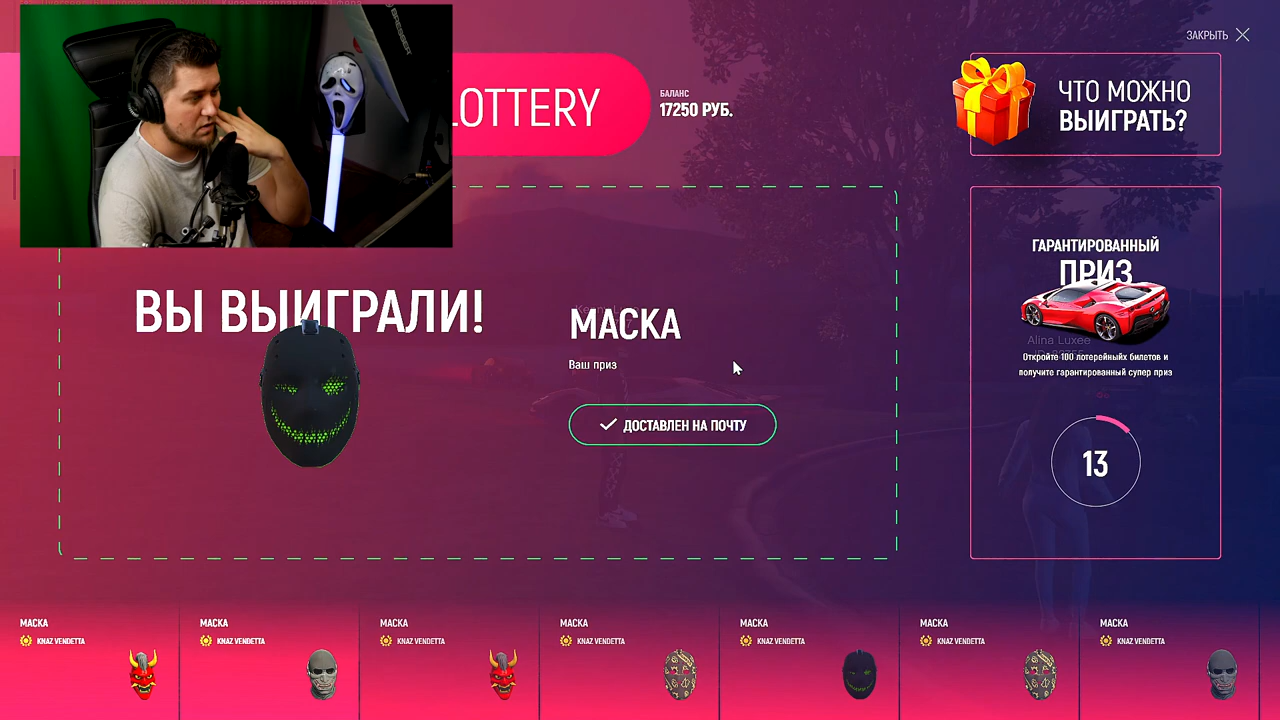 ЗАКРЫТЬ
LOTTERY
БАЛАНС
17250 РУБ.
ЧТО МОЖНО
ВЫИГРАТЬ?
ГАРАНТИРОВАННЫЙ
ПРИЗ
Alina Luxee
Откройте 100 лотерейныйх билетов и
получите гарантированный супер приз
13
ВЫ ВЫИГРАЛИ!
МАСКА
Ваш приз
ДОСТАВЛЕН НА ПОЧТУ
МАСКА
KNAZ VENDETTA
МАСКА
KNAZ VENDETTA
МАСКА
KNAZ VENDETTA
МАСКА
KNAZ VENDETTA
МАСКА
KNAZ VENDETTA
МАСКА
KNAZ VENDETTA
МАСКА
KNAZ VENDETTA